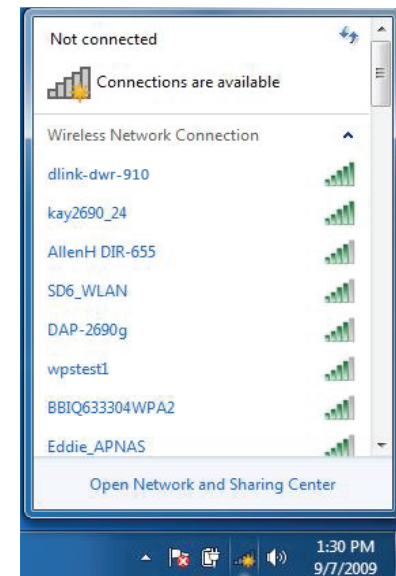 Not connected
Connections are available
Wireless Network Connection
dlink-dwr-910
kay2690_24
AllenH DIR-655
SD6_WLAN
DAP-2690g
wpstest1
BBIQ633304WPA2
Eddie_APNAS
Open Network and Sharing Center
1:30 PM
9/7/2009